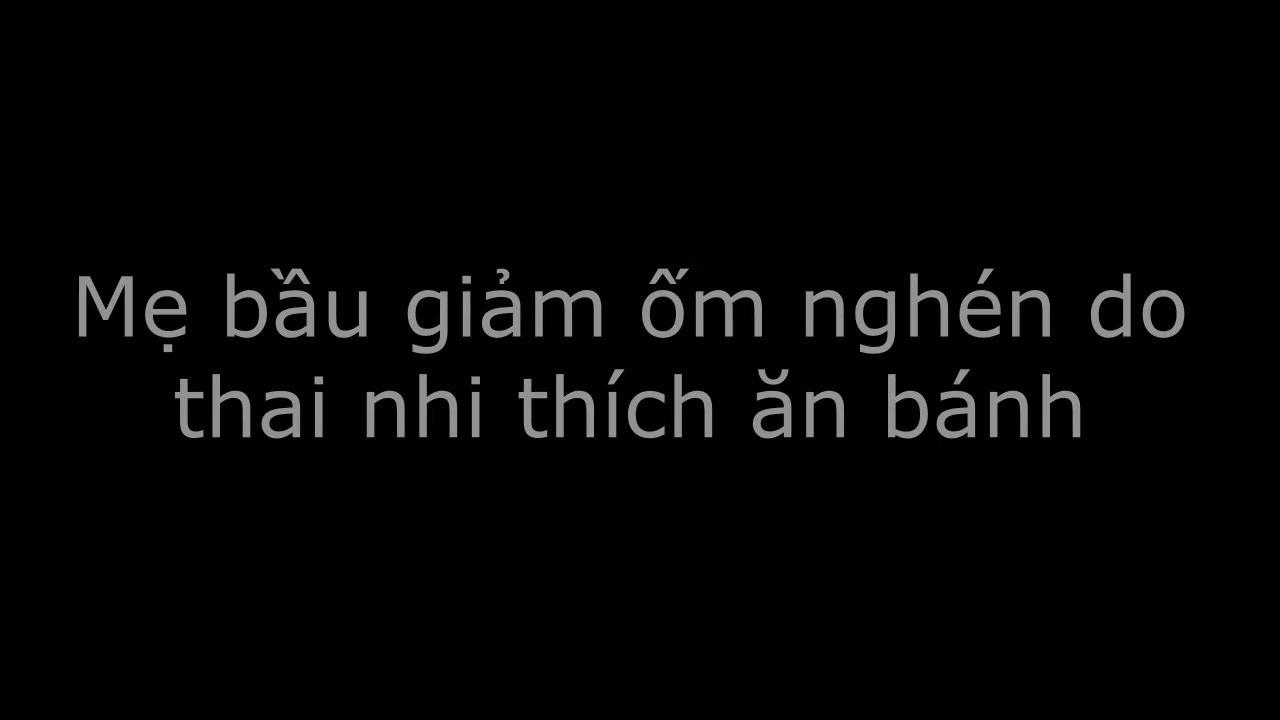 Mẹ bầu giảm ốm nghén do
thai nhi thích ăn bánh